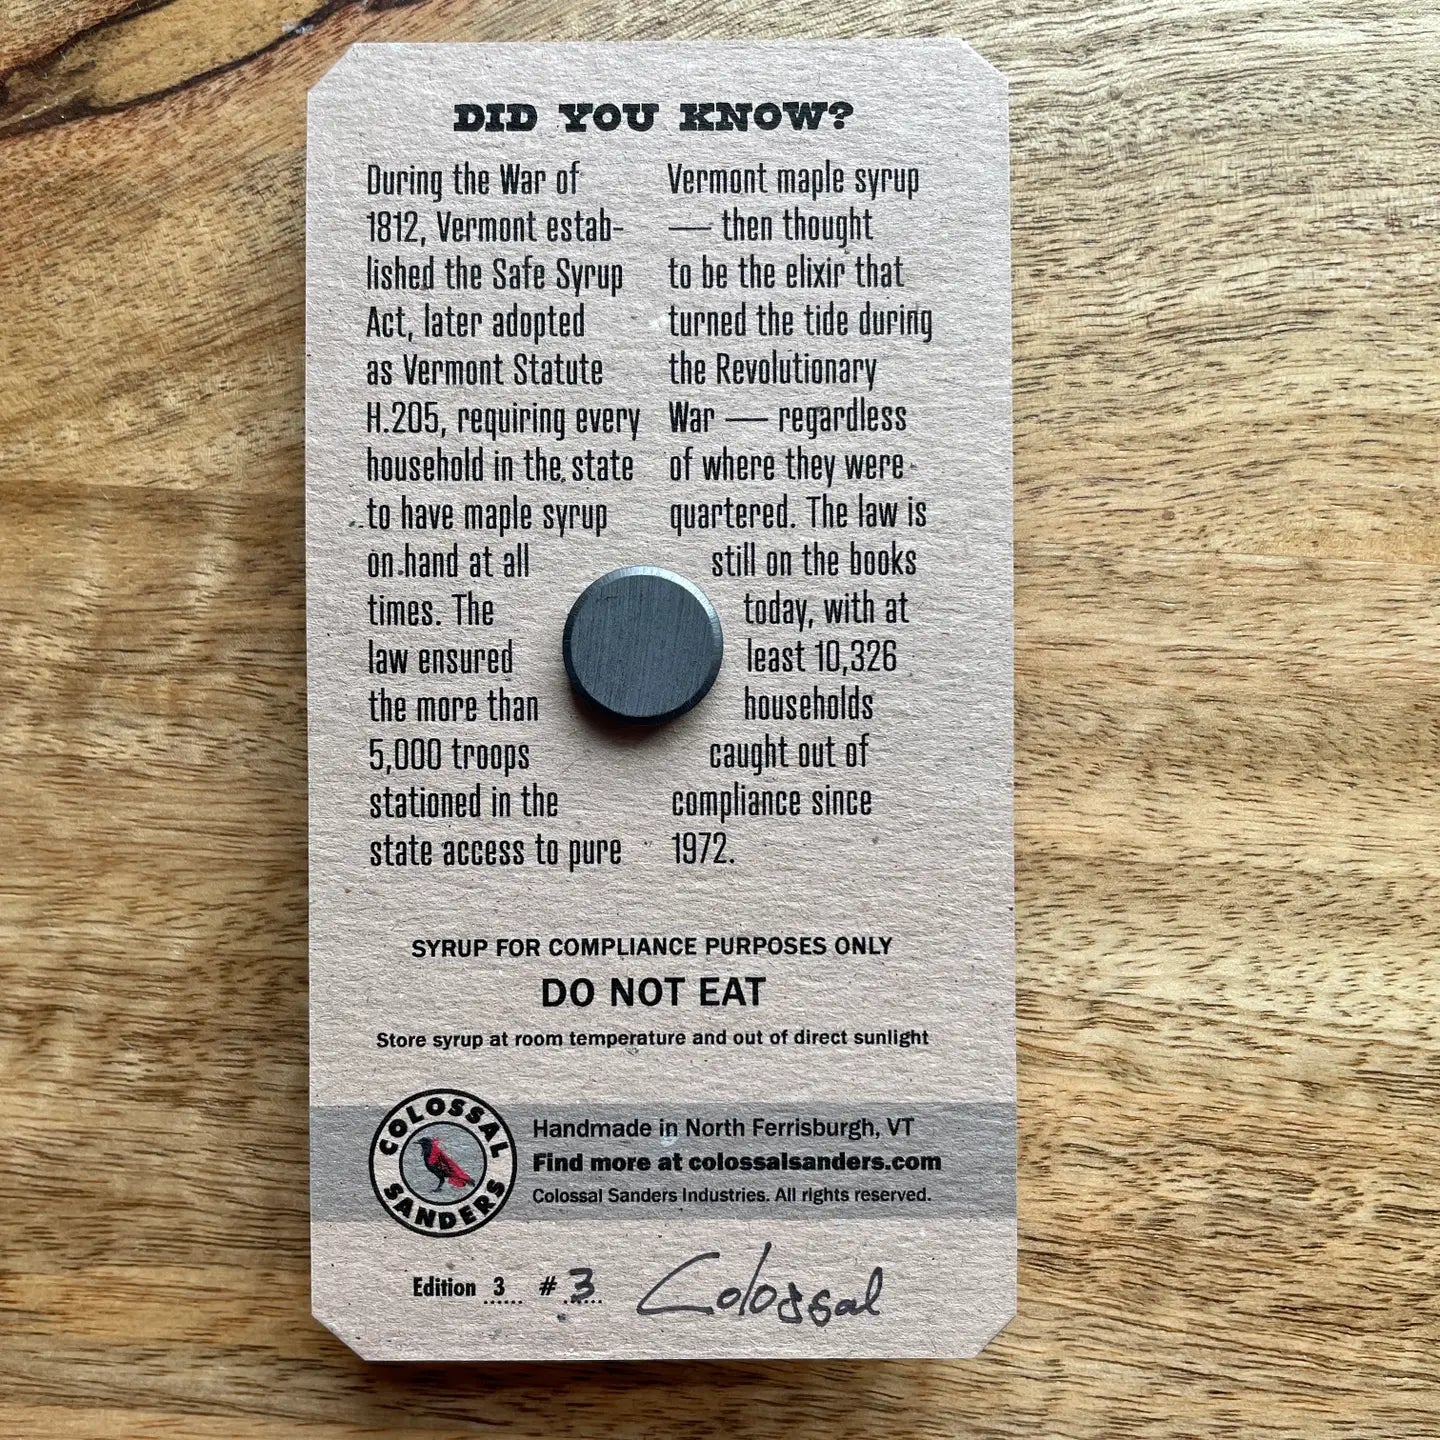 DID YOU KNOW?
During the War of
1812, Vermont estab-
lished the Safe Syrup
Act, later adopted
as Vermont Statute
H.205, requiring every
household in the state
to have maple syrup
on hand at all
times. The
law ensured
the more than
5,000 troops
stationed in the
state access to pure
Vermont maple syrup
— then thought
to be the elixir that
turned the tide during
the Revolutionary
War — regardless
of where they were
quartered. The law is
still on the books
today, with at
least 10,326
households
caught out of
compliance since
1972.
SYRUP FOR COMPLIANCE PURPOSES ONLY
DO NOT EAT
Store syrup at room temperature and out of direct sunlight
COLOSSAL
SANDERS
Handmade in North Ferrisburgh, VT
Find more at colossalsanders.com
Colossal Sanders Industries. All rights reserved.
Edition 3 # 3 Colossal